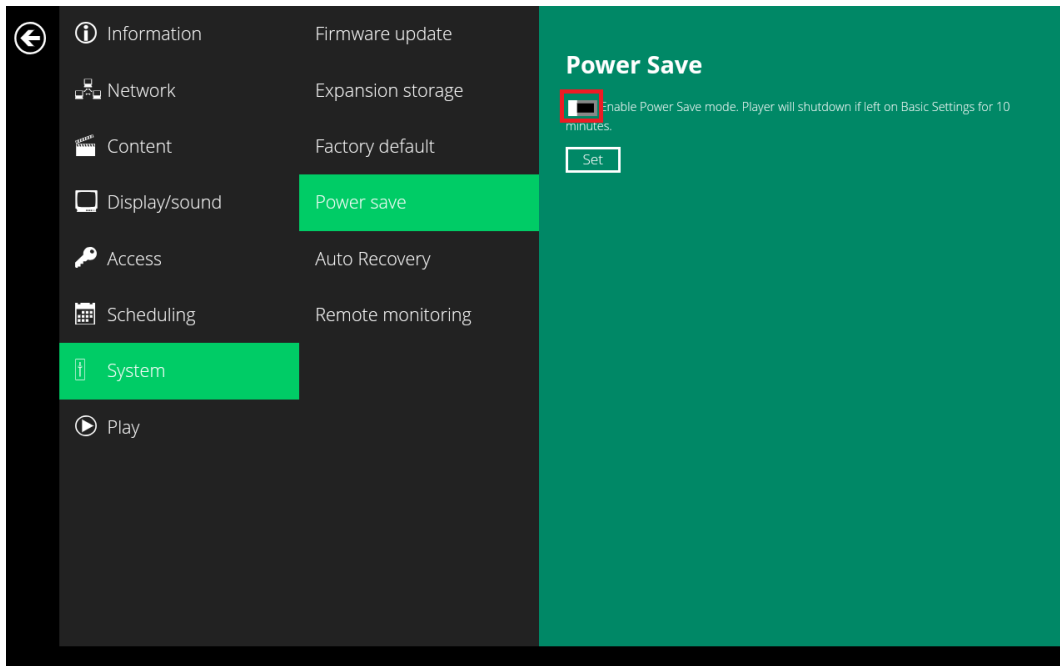 Information
Network
Content
Display/sound
Access
Scheduling
System
Play
Firmware update
Expansion storage
Factory default
Power save
Auto Recovery
Remote monitoring
Power Save
Enable Power Save mode. Player will shutdown if left on Basic Settings for 10
minutes.
Set